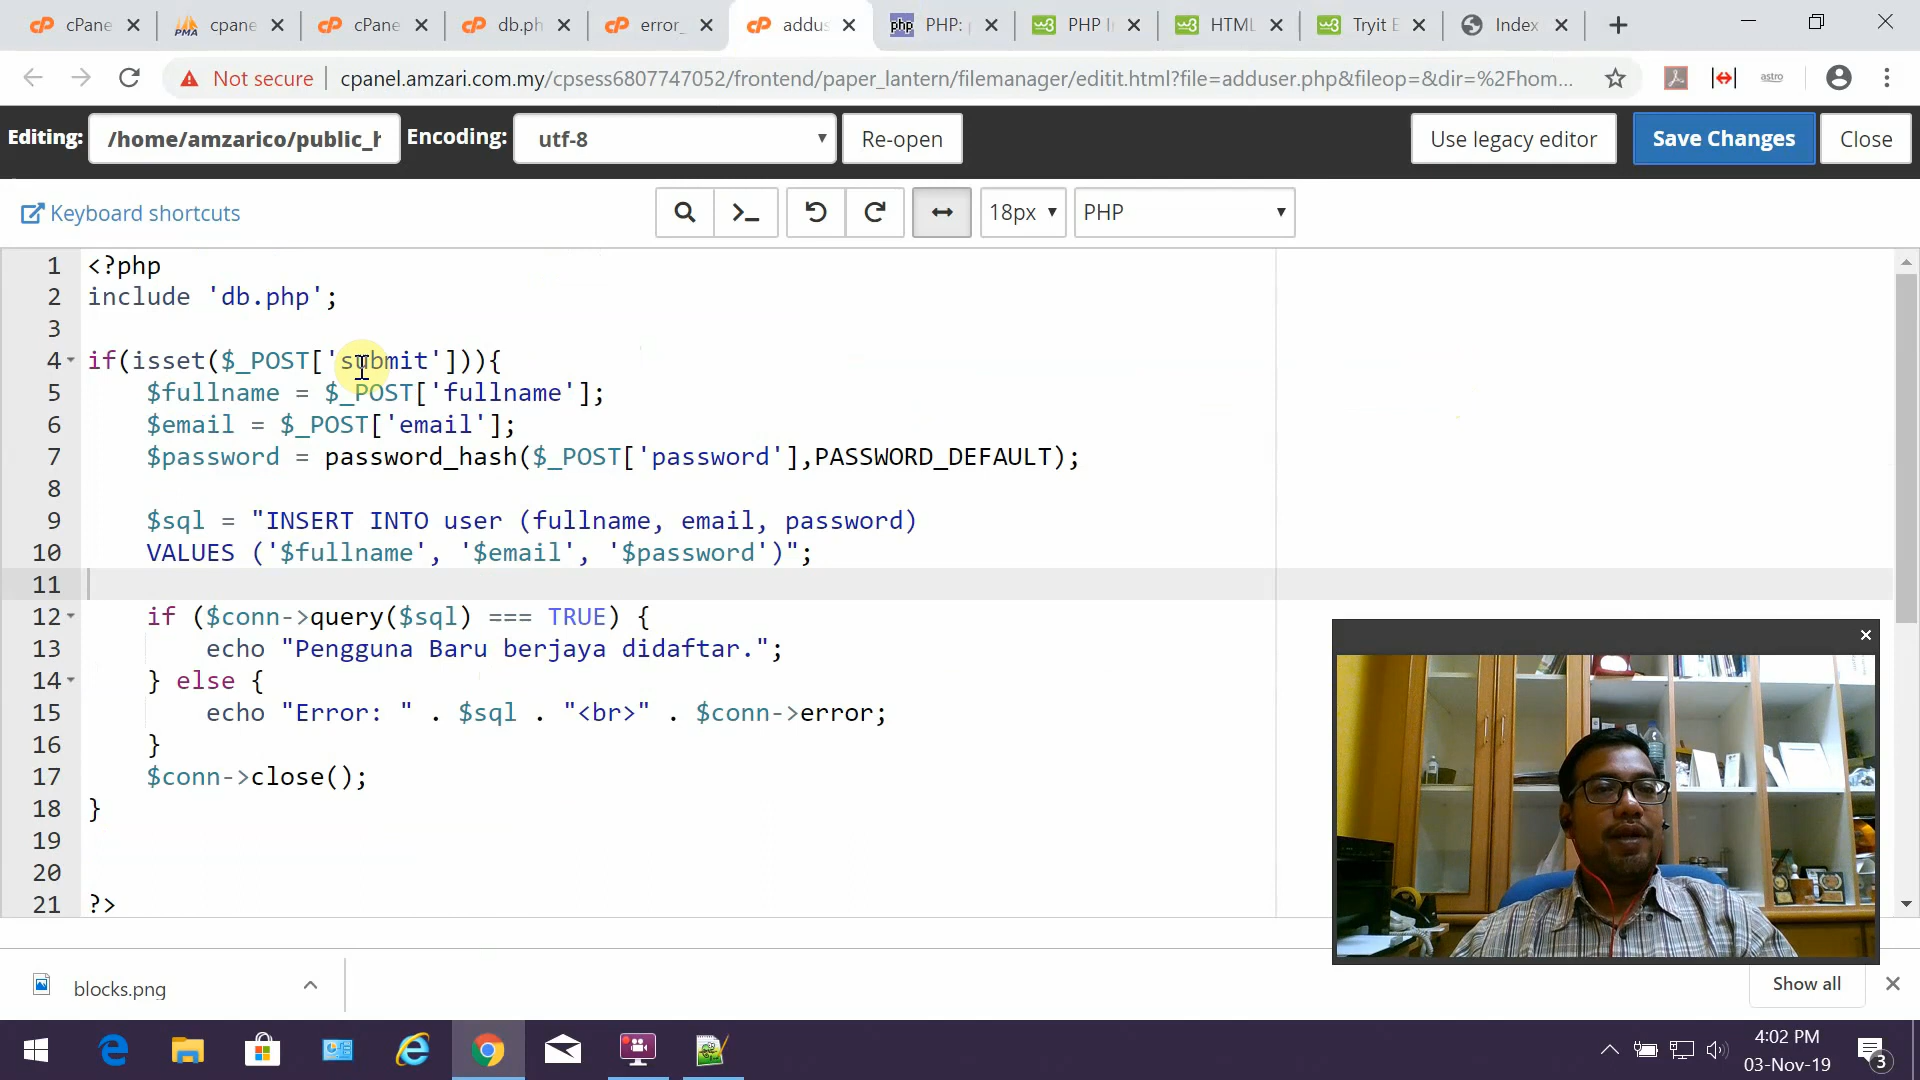 cPane
cpane
cPane
db.ph
error_
addus
PHP: p
PHP I
HTML
Tryit E
Index
Not secure
cpanel.amzari.com.my/cpsess6807747052/frontend/paper_lantern/filemanager/editit.html?file=adduser.php&fileop=&dir=%2Fhom...
astro
Editing: /home/amzarico/public_h Encoding: utf-8 Re-open Use legacy editor Save Changes Close
Keyboard shortcuts 18px PHP
1 <?php
2 include 'db.php';
3
4 if(isset($_POST['submit'])){
5 $fullname = $_POST['fullname'];
6 $email = $_POST['email'];
7 $password = password_hash($_POST['password'],PASSWORD_DEFAULT);
8
9 $sql = "INSERT INTO user (fullname, email, password)
10 VALUES ('$fullname', '$email', '$password')";
11
12 if ($conn->query($sql) === TRUE) {
13 echo "Pengguna Baru berjaya didaftar.";
14 } else {
15 echo "Error: " . $sql . "<br>" . $conn->error;
16 }
17 $conn->close();
18 }
19
20
21 ?>
blocks.png
Show all
4:02 PM
03-Nov-19
3